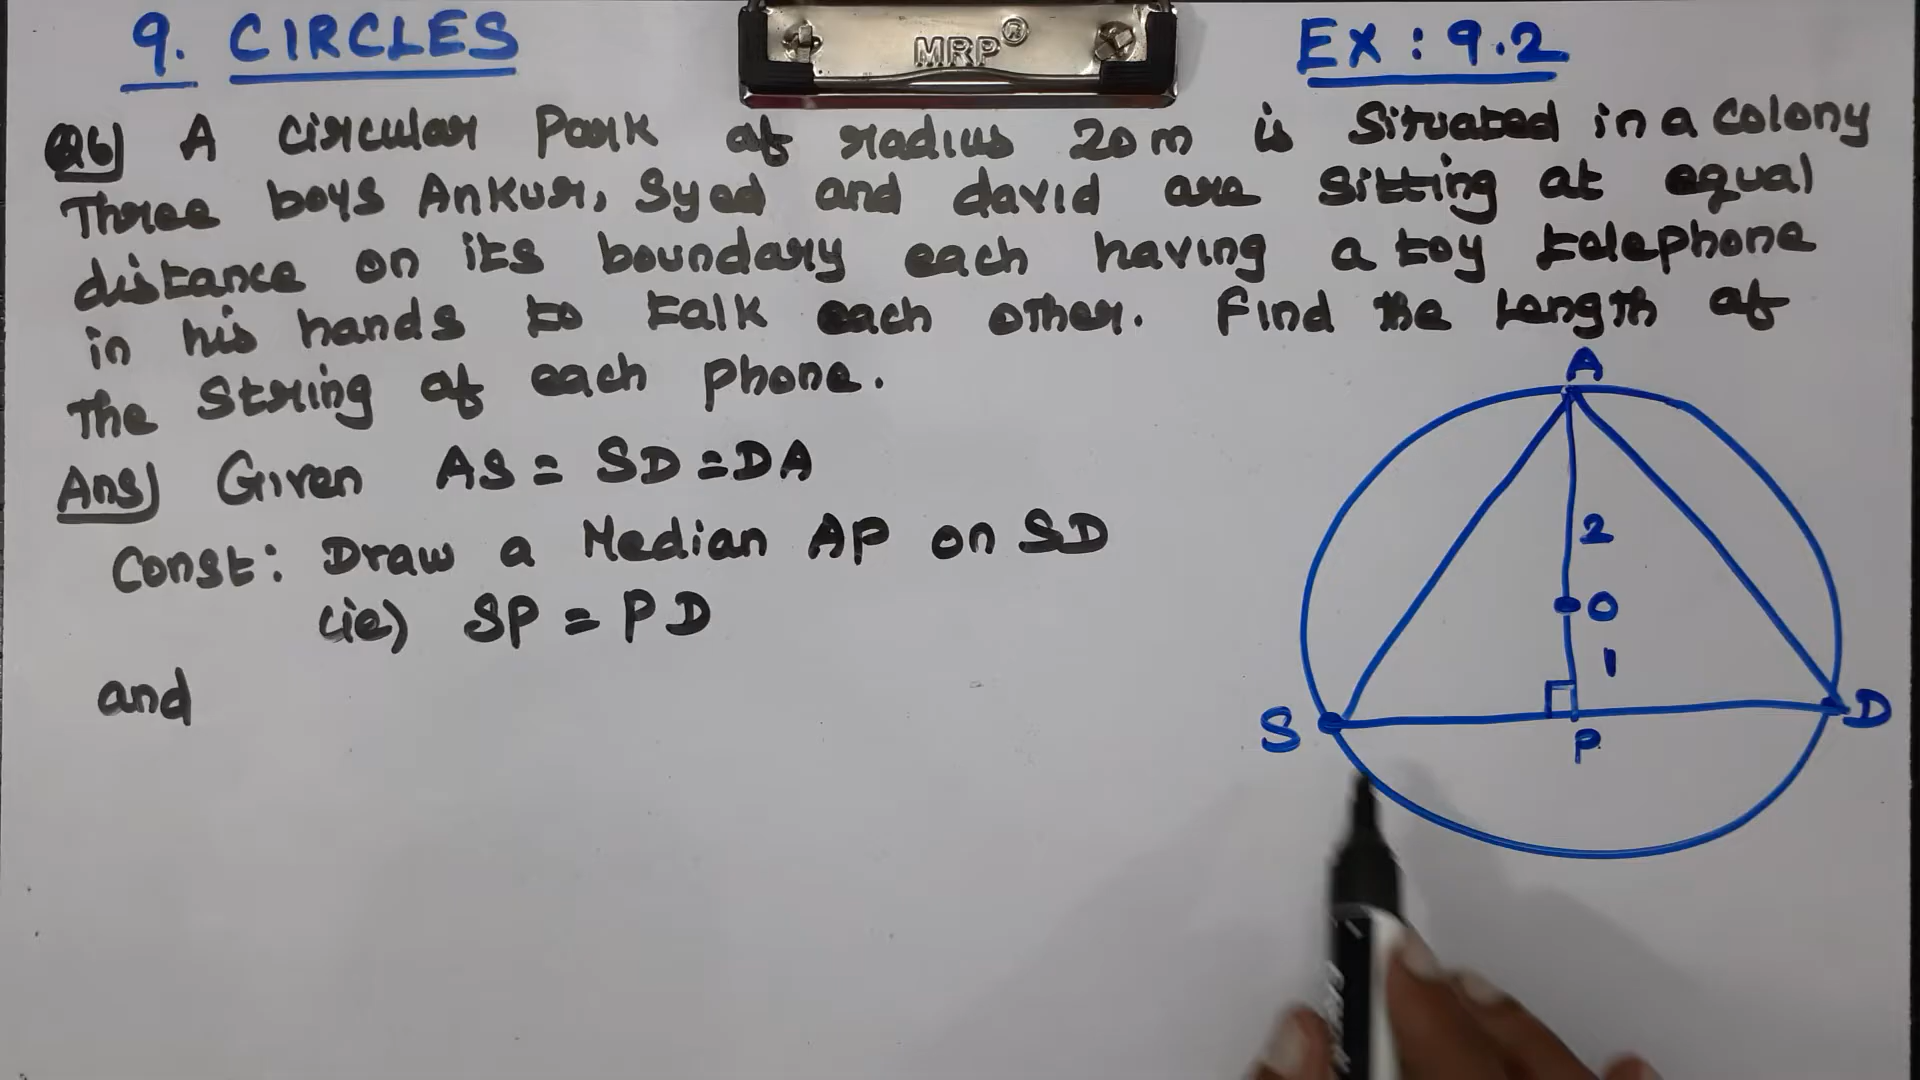 9. CIRCLES
MRP®
EX : 9.2
Q6) A Circular Park of radius 20m is Situated in a Colony
Three boys Ankur, Syed and david are sitting at equal
distance on its boundary each having a toy telephone
in his hands to talk each other. Find the Length of
The String of each phone.
Ans) Given AS = SD = DA
Const: Draw a Median AP on SD
(ie) SP = PD
and
A
2
O
1
S
P
D